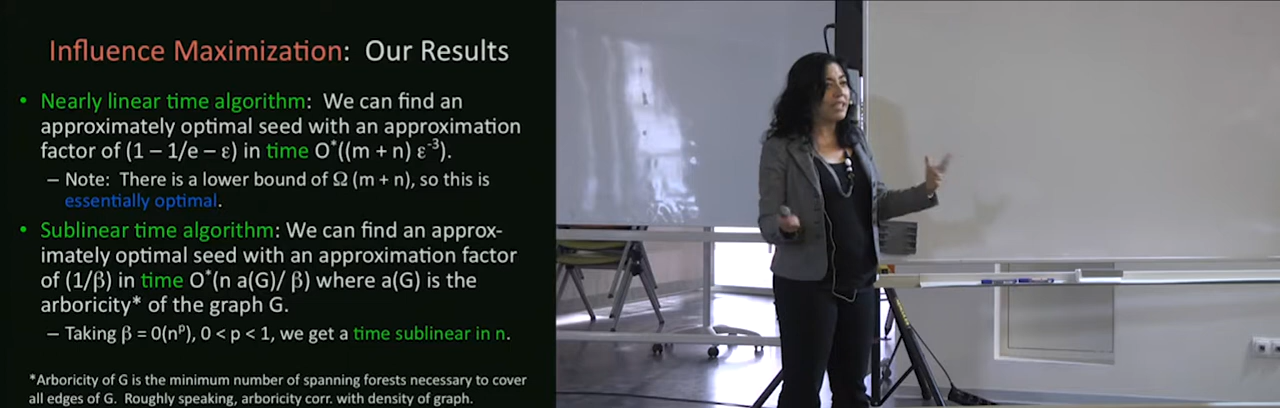 Influence Maximization: Our Results
• Nearly linear time algorithm: We can find an
approximately optimal seed with an approximation
factor of (1 – 1/e – ε) in time O*((m + n) ε⁻³).
– Note: There is a lower bound of Ω (m + n), so this is
essentially optimal.
• Sublinear time algorithm: We can find an approx-
imately optimal seed with an approximation factor
of (1/β) in time O*(n a(G)/ β) where a(G) is the
arboricity* of the graph G.
– Taking β = 0(nᵖ), 0 < p < 1, we get a time sublinear in n.
*Arboricity of G is the minimum number of spanning forests necessary to cover
all edges of G. Roughly speaking, arboricity corr. with density of graph.